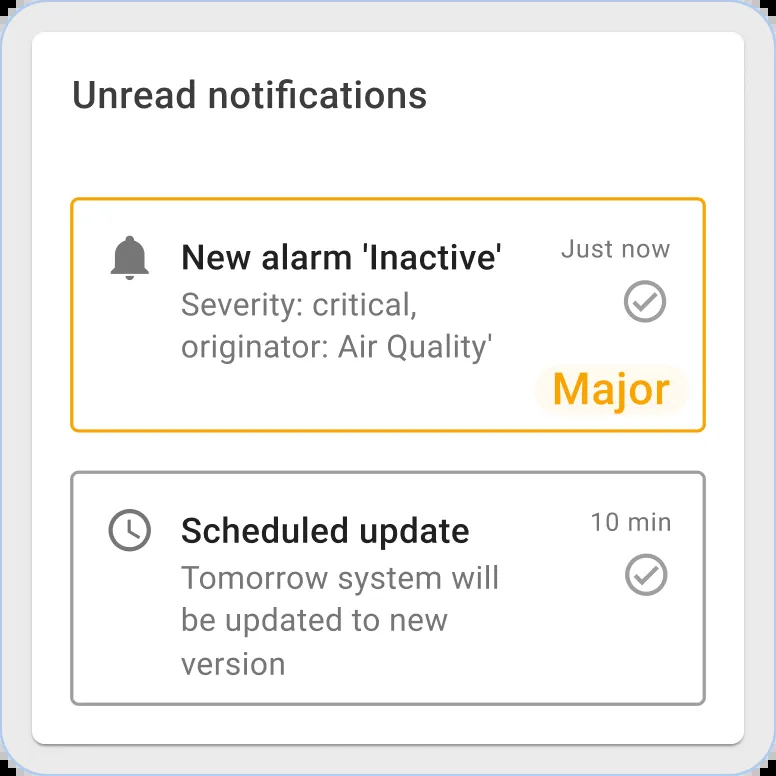 Unread notifications
New alarm 'Inactive'
Just now
Severity: critical,
originator: Air Quality'
Major
Scheduled update
10 min
Tomorrow system will
be updated to new
version